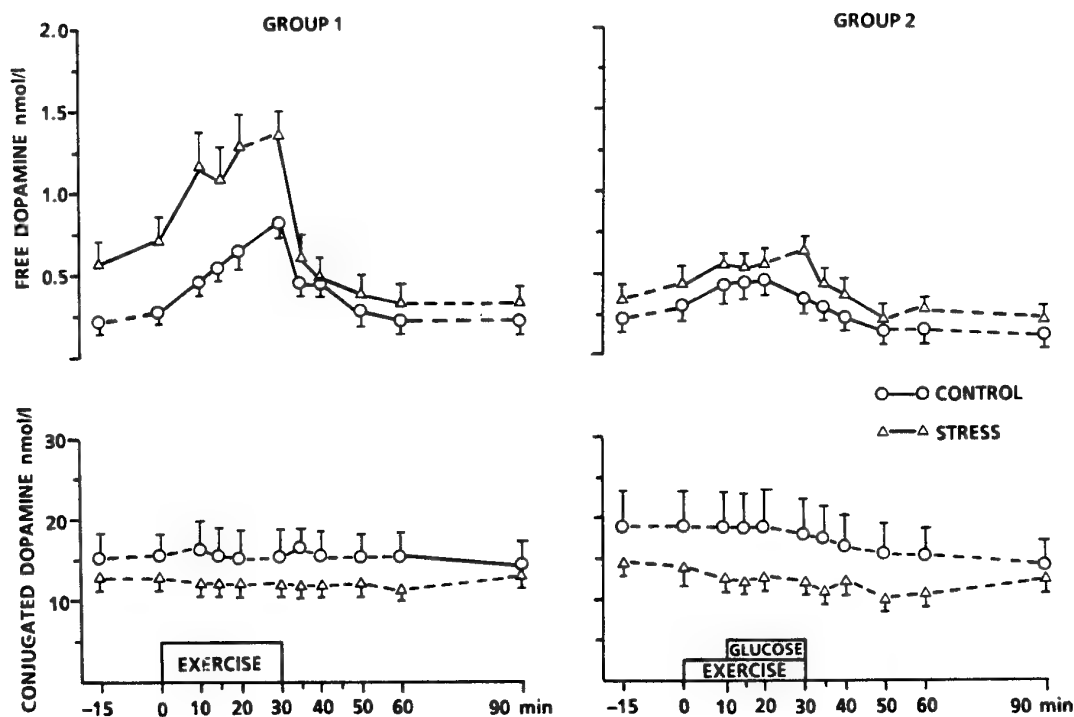 GROUP 1
GROUP 2
FREE DOPAMINE nmol/l
2.0
1.5
1.0
0.5
CONTROL
STRESS
CONJUGATED DOPAMINE nmol/l
30
20
10
EXERCISE
GLUCOSE
EXERCISE
-15 0 10 20 30 40 50 60 90 min
-15 0 10 20 30 40 50 60 90 min